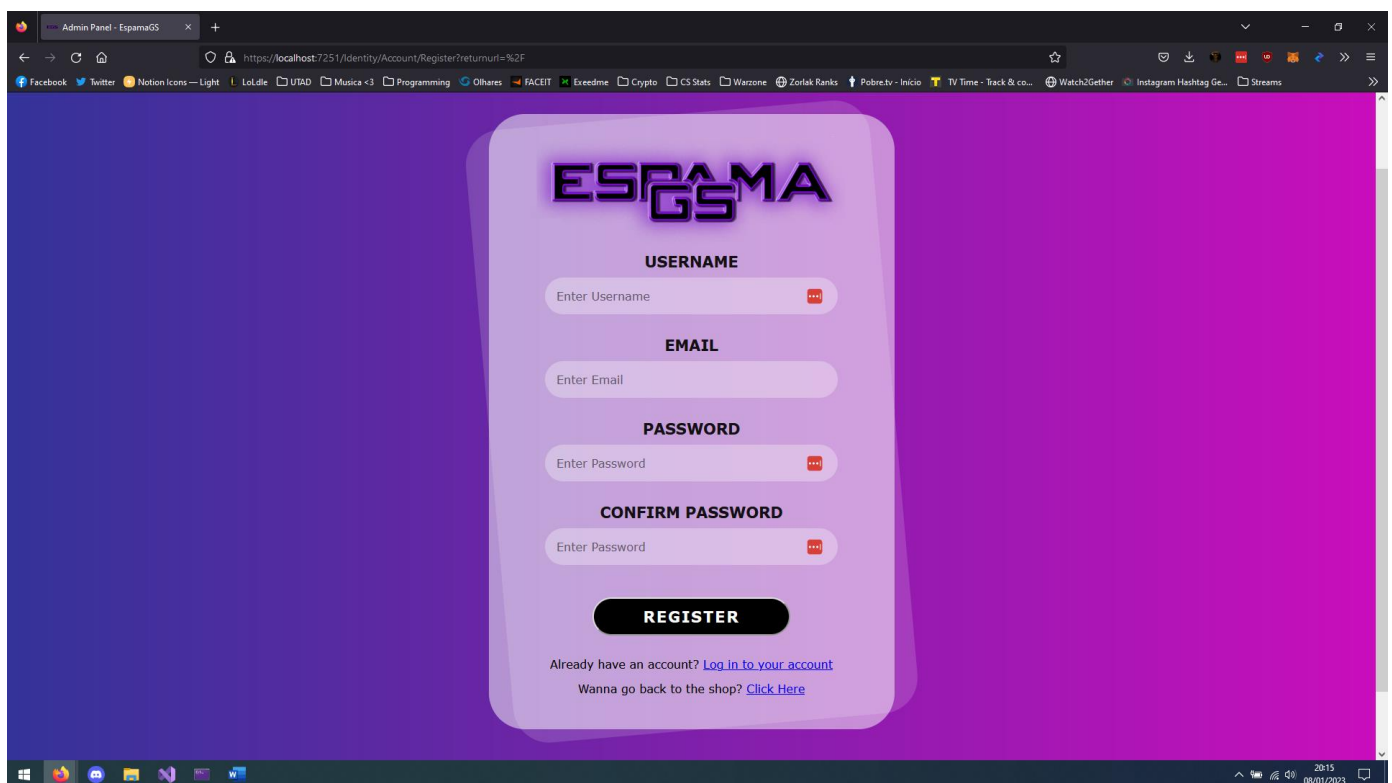 Admin Panel - EspamaGS
https://localhost:7251/Identity/Account/Register?returnurl=%2F
Facebook Twitter Notion Icons — Light LoLdle UTAD Musica <3 Programming Olhares FACEIT Exeedme Crypto CS Stats Warzone Zorlak Ranks Pobre.tv - Início TV Time - Track & co... Watch2Gether Instagram Hashtag Ge... Streams
ESPAMA
GS
USERNAME
Enter Username
EMAIL
Enter Email
PASSWORD
Enter Password
CONFIRM PASSWORD
Enter Password
REGISTER
Already have an account? Log in to your account
Wanna go back to the shop? Click Here
20:15
08/01/2023